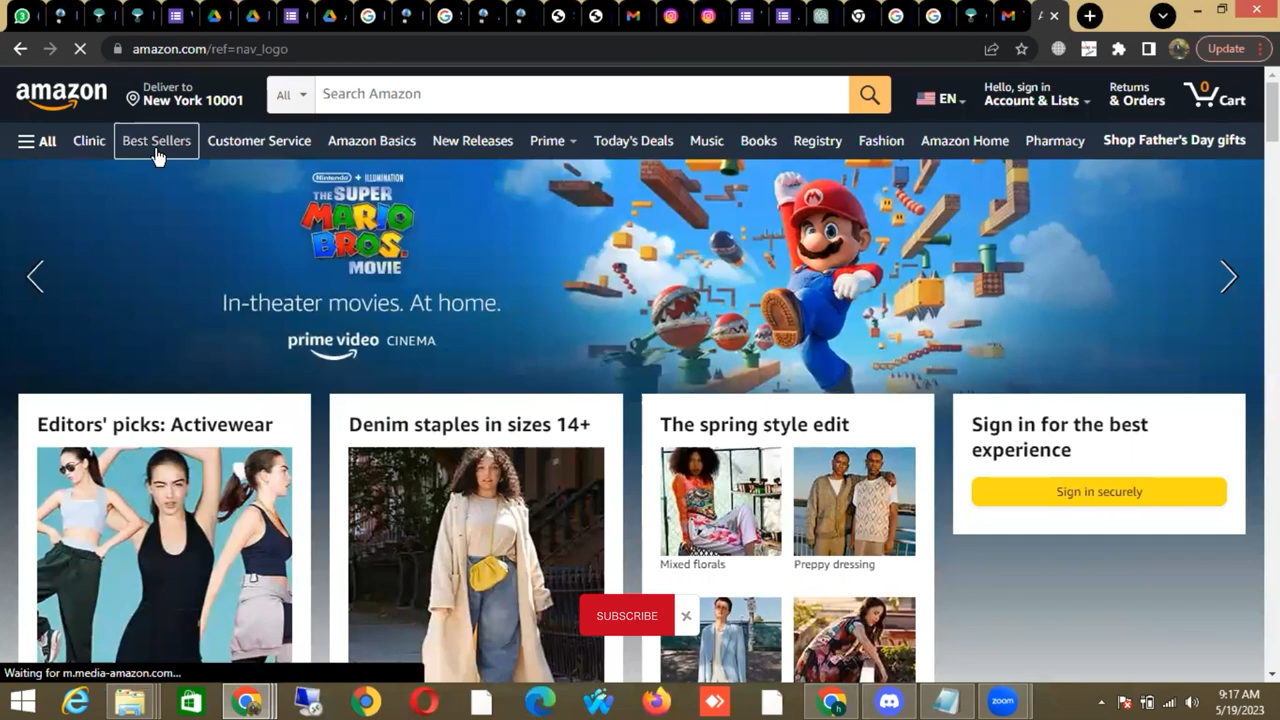 amazon.com/ref=nav_logo
Update
amazon
Deliver to
New York 10001
All
Search Amazon
EN
Hello, sign in
Account & Lists
Returns
& Orders
0
Cart
All
Clinic
Best Sellers
Customer Service
Amazon Basics
New Releases
Prime
Today's Deals
Music
Books
Registry
Fashion
Amazon Home
Pharmacy
Shop Father's Day gifts
Nintendo + ILLUMINATION
THE SUPER
MARIO
BROS.
MOVIE
In-theater movies. At home.
prime video CINEMA
Editors' picks: Activewear
Denim staples in sizes 14+
The spring style edit
Sign in for the best
experience
Sign in securely
Mixed florals
Preppy dressing
SUBSCRIBE
Waiting for m.media-amazon.com...
zoom
9:17 AM
5/19/2023